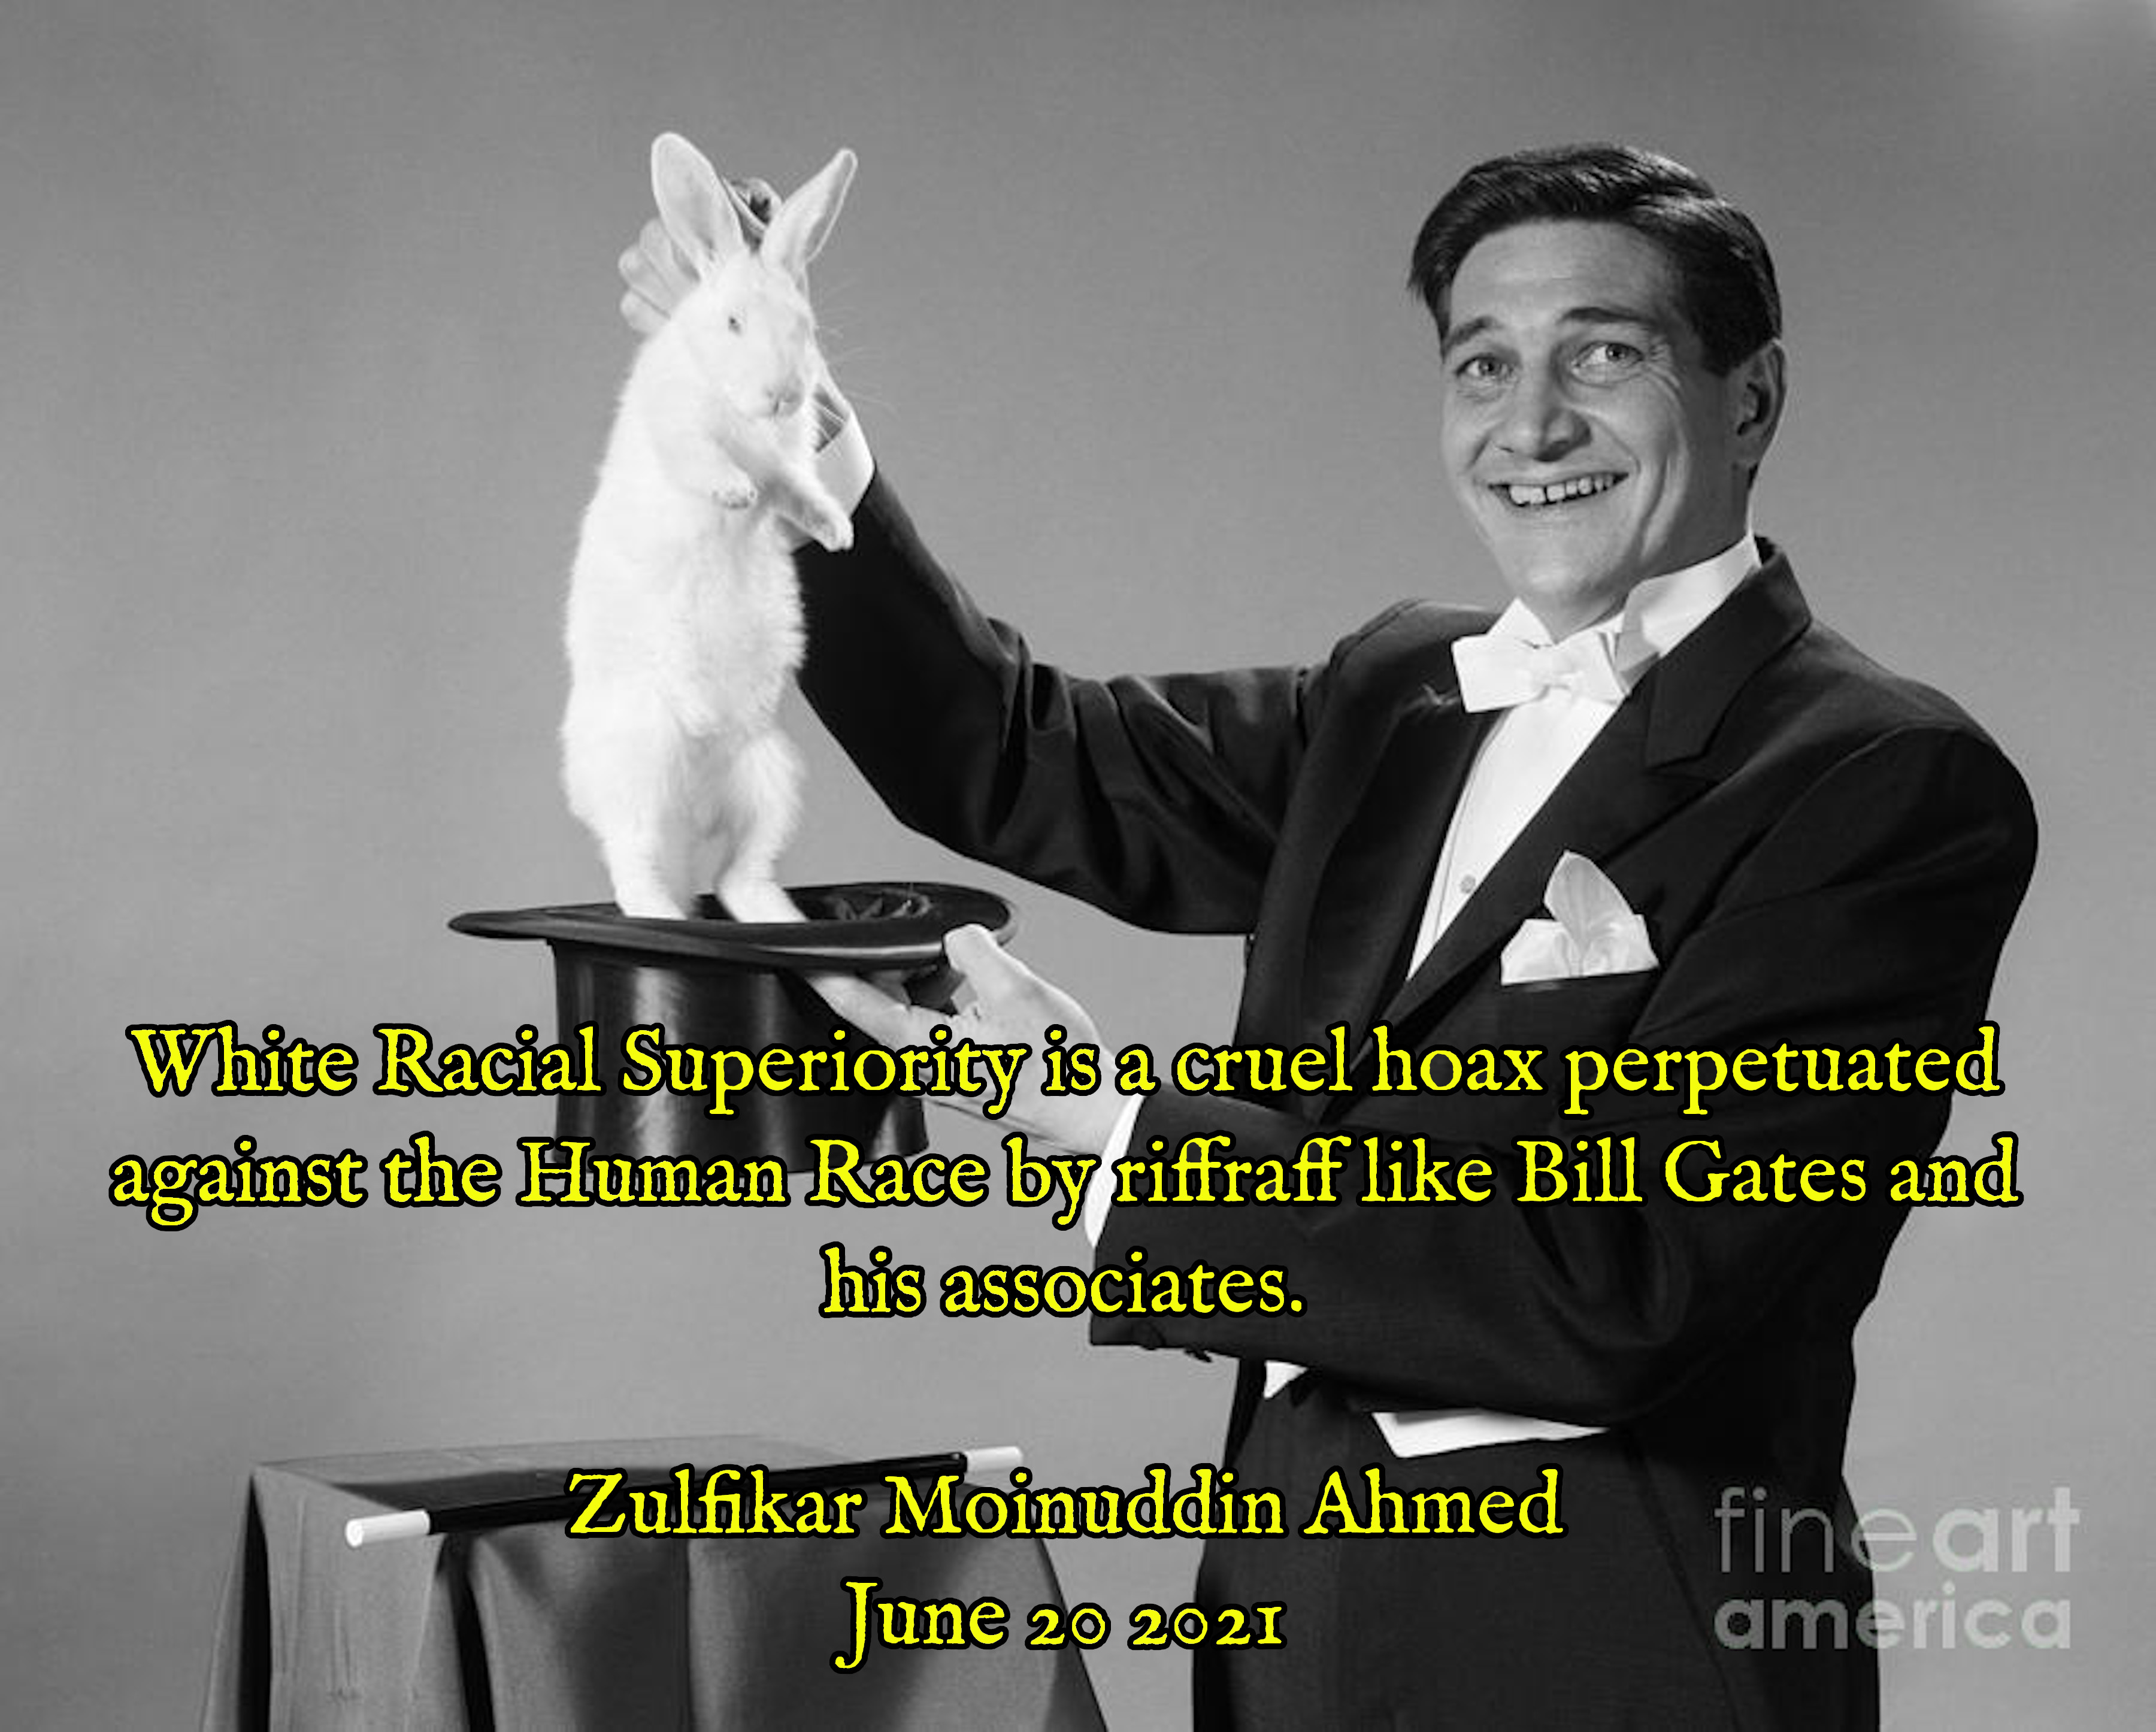 White Racial Superiority is a cruel hoax perpetuated
against the Human Race by riffraff like Bill Gates and
his associates.
Zulfikar Moinuddin Ahmed
June 20 2021
fineart
america